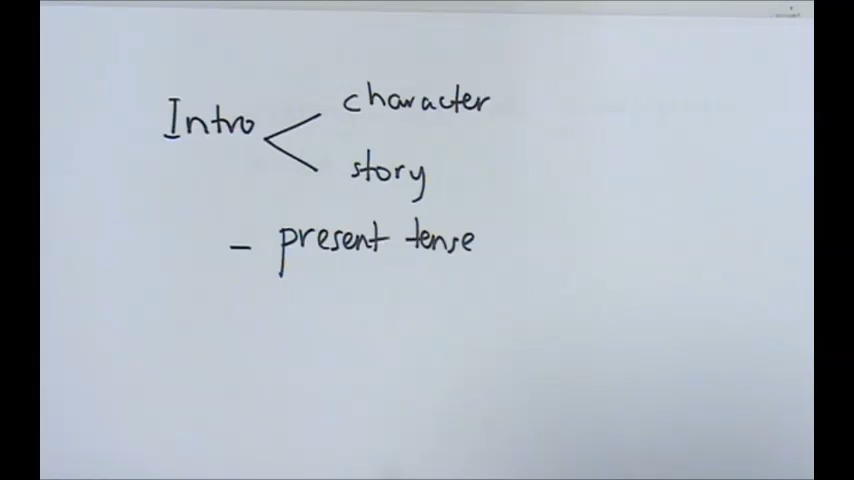 Intro < character
story
- present tense